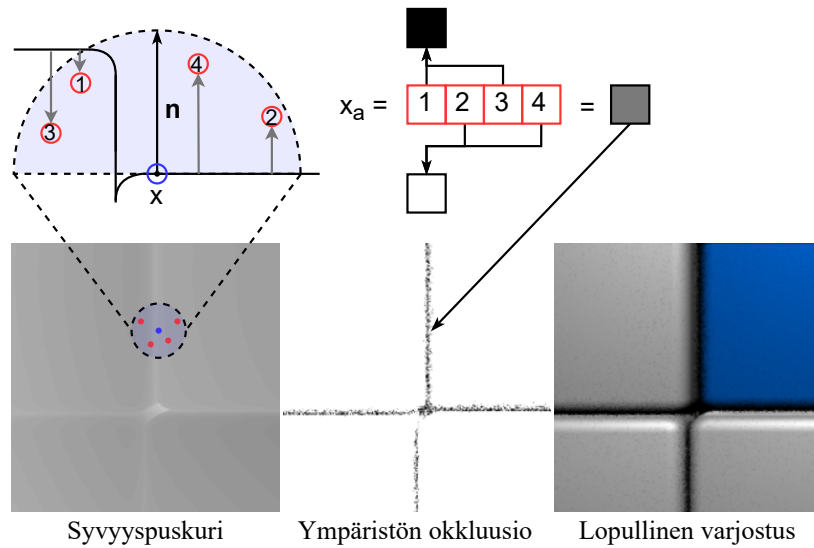 4
1
n
2
3
x
xa = 1 2 3 4 =
Syvyyspuskuri
Ympäristön okkluusio
Lopullinen varjostus